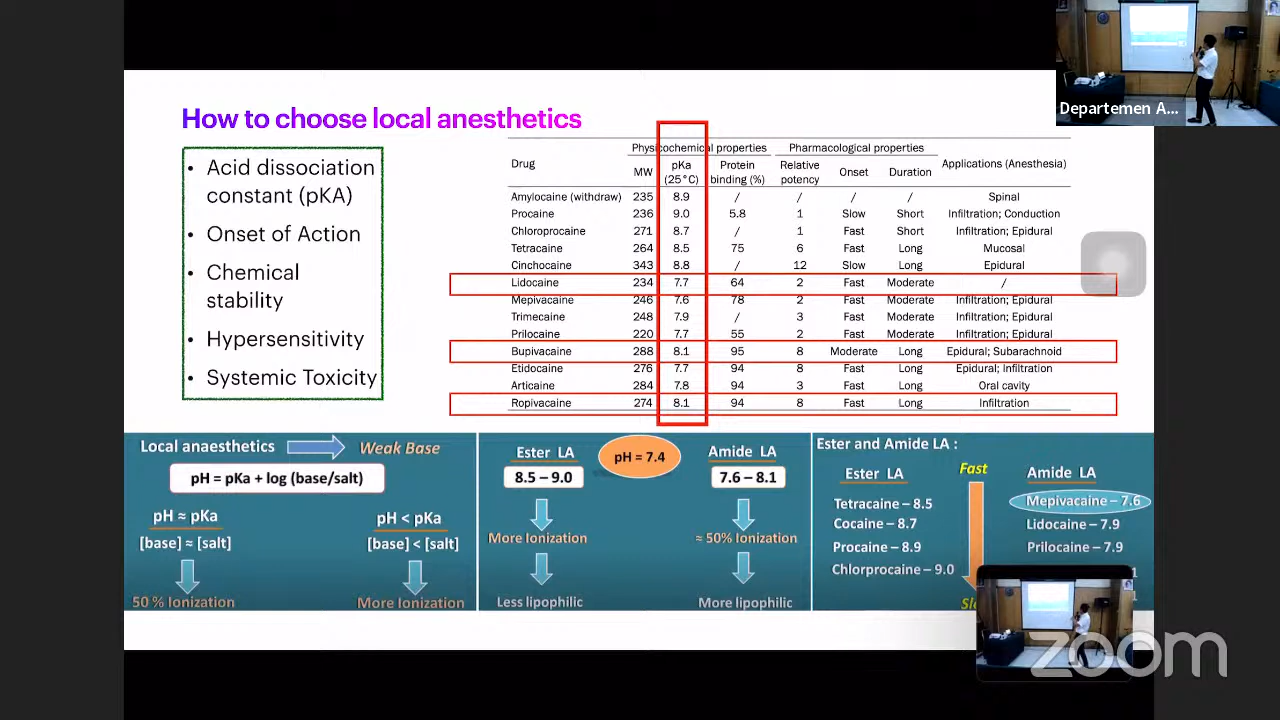 Departemen A...
How to choose local anesthetics
• Acid dissociation
constant (pKA)
• Onset of Action
• Chemical
stability
• Hypersensitivity
• Systemic Toxicity
Physicochemical properties Pharmacological properties
Drug MW pKa (25°C) Protein binding (%) Relative potency Onset Duration Applications (Anesthesia)
Amylocaine (withdraw) 235 8.9 / / / / Spinal
Procaine 236 9.0 5.8 1 Slow Short Infiltration; Conduction
Chloroprocaine 271 8.7 / 1 Fast Short Infiltration; Epidural
Tetracaine 264 8.5 75 6 Fast Long Mucosal
Cinchocaine 343 8.8 / 12 Slow Long Epidural
Lidocaine 234 7.7 64 2 Fast Moderate /
Mepivacaine 246 7.6 78 2 Fast Moderate Infiltration; Epidural
Trimecaine 248 7.9 / 3 Fast Moderate Infiltration; Epidural
Prilocaine 220 7.7 55 2 Fast Moderate Infiltration; Epidural
Bupivacaine 288 8.1 95 8 Moderate Long Epidural; Subarachnoid
Etidocaine 276 7.7 94 8 Fast Long Epidural; Infiltration
Articaine 284 7.8 94 3 Fast Long Oral cavity
Ropivacaine 274 8.1 94 8 Fast Long Infiltration
Local anaesthetics Weak Base
pH = pKa + log (base/salt)
pH ≈ pKa pH < pKa
[base] ≈ [salt] [base] < [salt]
50 % Ionization More Ionization
Ester LA pH = 7.4 Amide LA
8.5 – 9.0 7.6 – 8.1
More Ionization ≈ 50% Ionization
Less lipophilic More lipophilic
Ester and Amide LA :
Ester LA Fast Amide LA
Tetracaine – 8.5 Mepivacaine – 7.6
Cocaine – 8.7 Lidocaine – 7.9
Procaine – 8.9 Prilocaine – 7.9
Chlorprocaine – 9.0
zoom